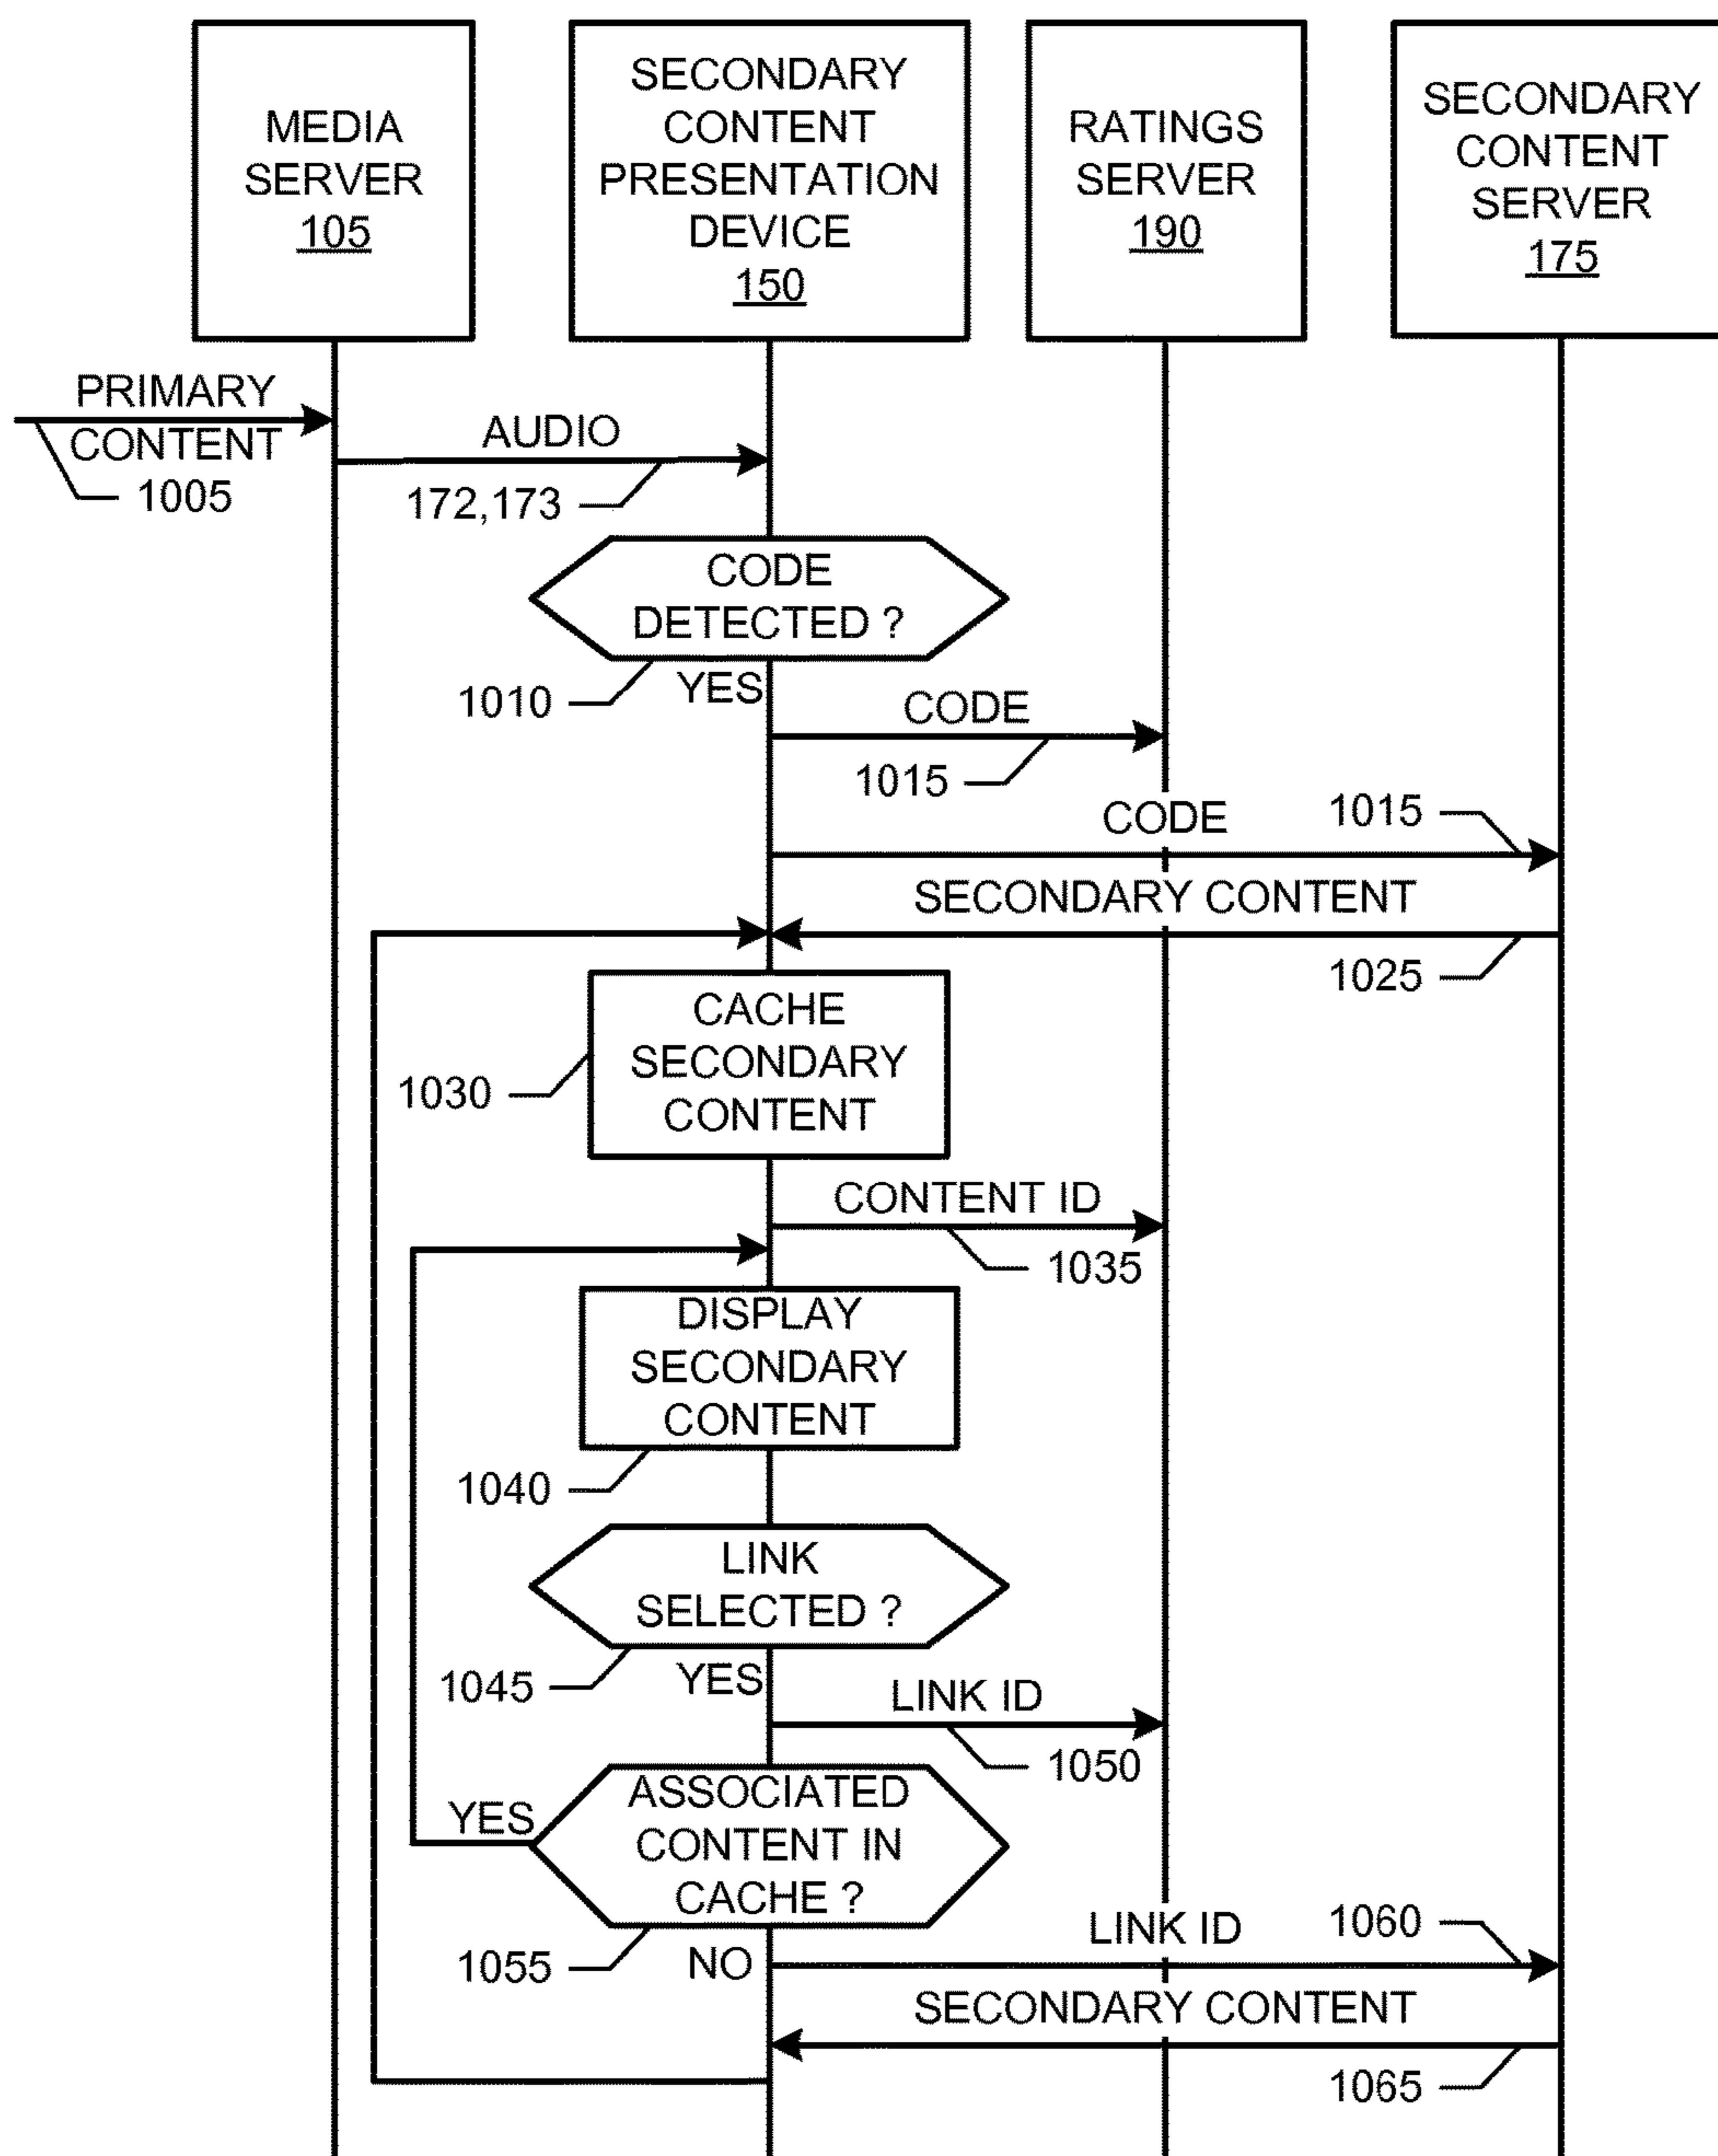 MEDIA
SERVER
105
SECONDARY
CONTENT
PRESENTATION
DEVICE
150
RATINGS
SERVER
190
SECONDARY
CONTENT
SERVER
175
PRIMARY
CONTENT
1005
AUDIO
172,173
CODE
DETECTED ?
1010
YES
CODE
1015
CODE
1015
SECONDARY CONTENT
1025
CACHE
SECONDARY
CONTENT
1030
CONTENT ID
1035
DISPLAY
SECONDARY
CONTENT
1040
LINK
SELECTED ?
1045
YES
LINK ID
1050
ASSOCIATED
CONTENT IN
CACHE ?
YES
1055
NO
LINK ID
1060
SECONDARY CONTENT
1065